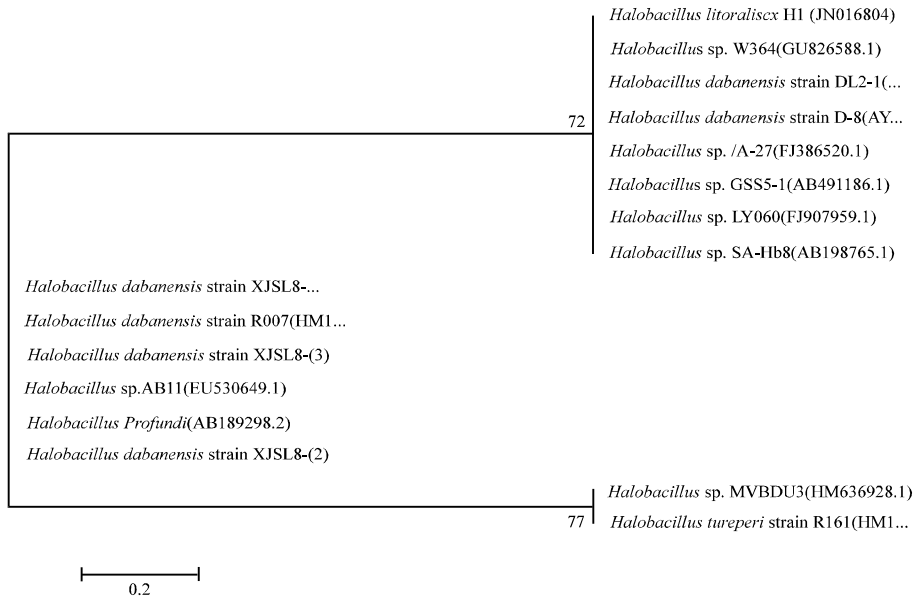 Halobacillus litoraliscx H1 (JN016804)
Halobacillus sp. W364(GU826588.1)
Halobacillus dabanensis strain DL2-1(...
72
Halobacillus dabanensis strain D-8(AY...
Halobacillus sp. /A-27(FJ386520.1)
Halobacillus sp. GSS5-1(AB491186.1)
Halobacillus sp. LY060(FJ907959.1)
Halobacillus sp. SA-Hb8(AB198765.1)
Halobacillus dabanensis strain XJSL8-...
Halobacillus dabanensis strain R007(HM1...
Halobacillus dabanensis strain XJSL8-(3)
Halobacillus sp.AB11(EU530649.1)
Halobacillus Profundi(AB189298.2)
Halobacillus dabanensis strain XJSL8-(2)
Halobacillus sp. MVBDU3(HM636928.1)
77
Halobacillus tureperi strain R161(HM1...
0.2